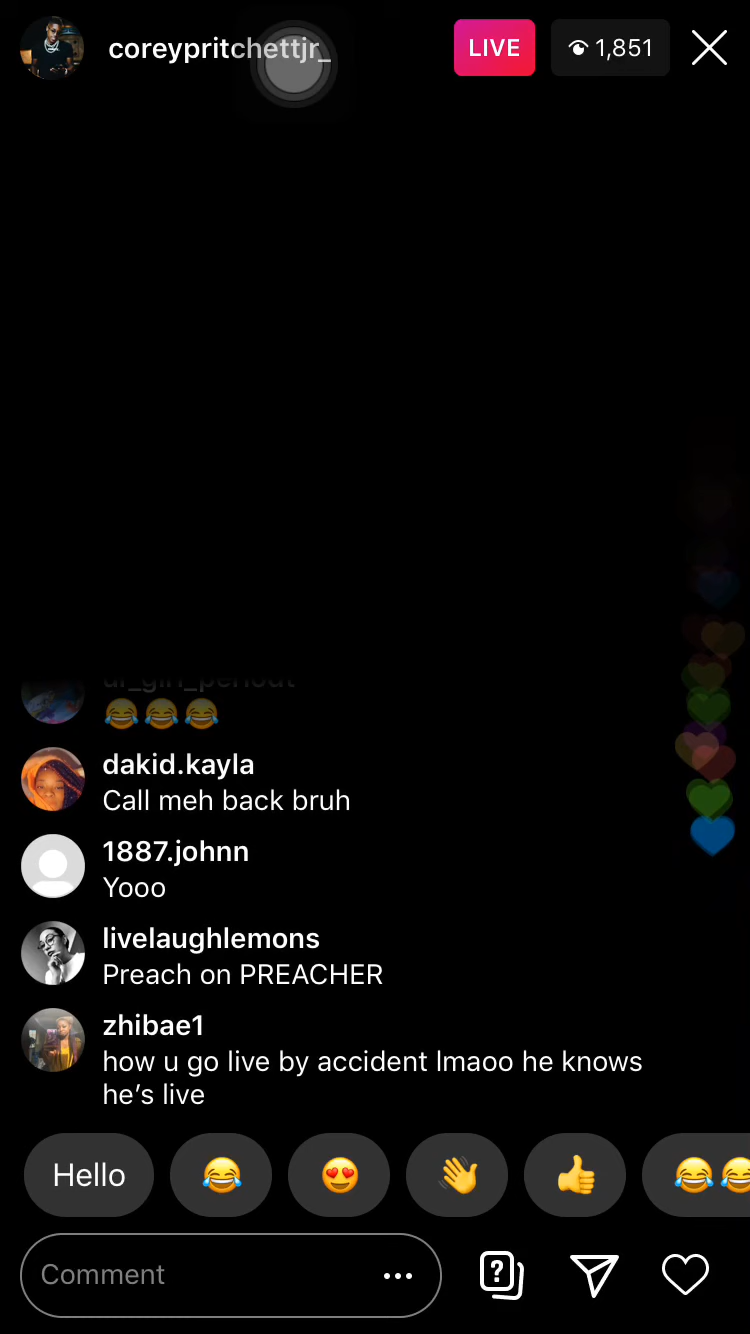 coreypritchettjr_
LIVE
1,851
😂😂😂
dakid.kayla
Call meh back bruh
1887.johnn
Yooo
livelaughlemons
Preach on PREACHER
zhibae1
how u go live by accident lmaoo he knows
he’s live
Hello 😂 😍 👋 👍 😂😂
Comment